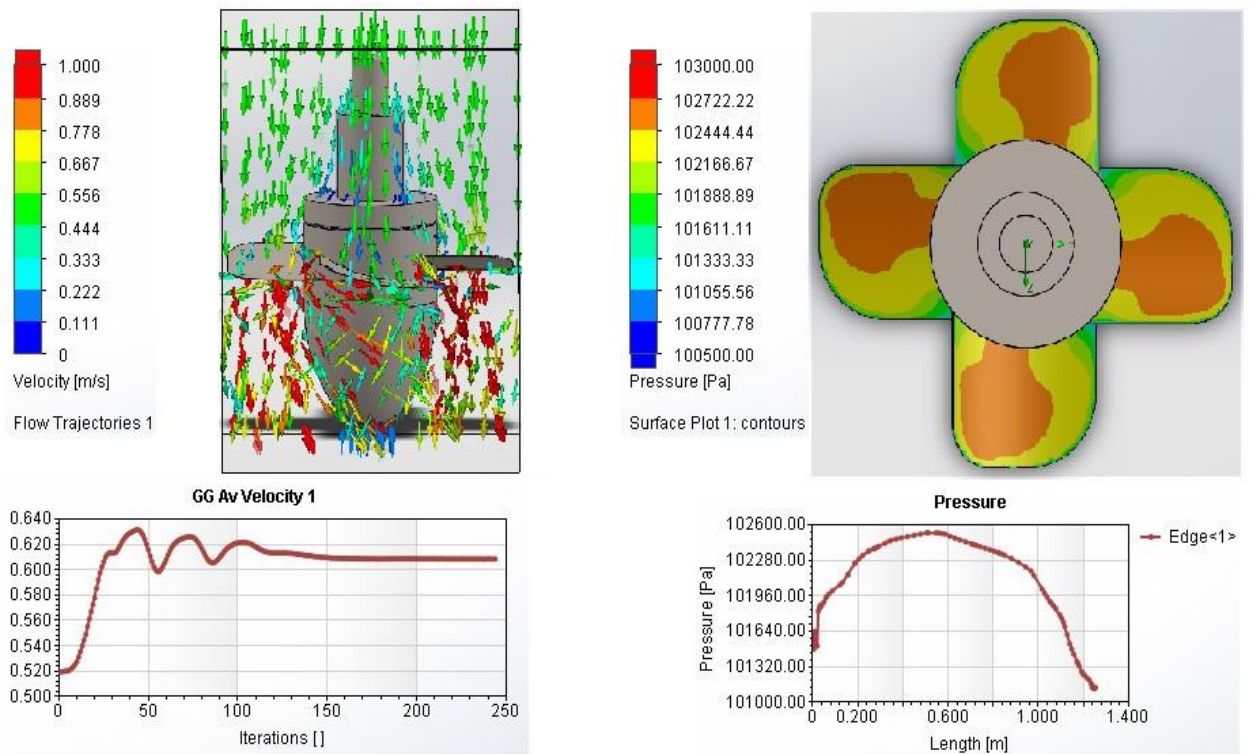 1.000
0.889
0.778
0.667
0.556
0.444
0.333
0.222
0.111
0
Velocity [m/s]
Flow Trajectories 1
103000.00
102722.22
102444.44
102166.67
101888.89
101611.11
101333.33
101055.56
100777.78
100500.00
Pressure [Pa]
Surface Plot 1: contours
Z
GG Av Velocity 1
0.640
0.620
0.600
0.580
0.560
0.540
0.520
0.500
0 50 100 150 200 250
Iterations [ ]
Pressure
Pressure [Pa]
102600.00
102280.00
101960.00
101640.00
101320.00
101000.00
0 0.200 0.600 1.000 1.400
Length [m]
Edge<1>